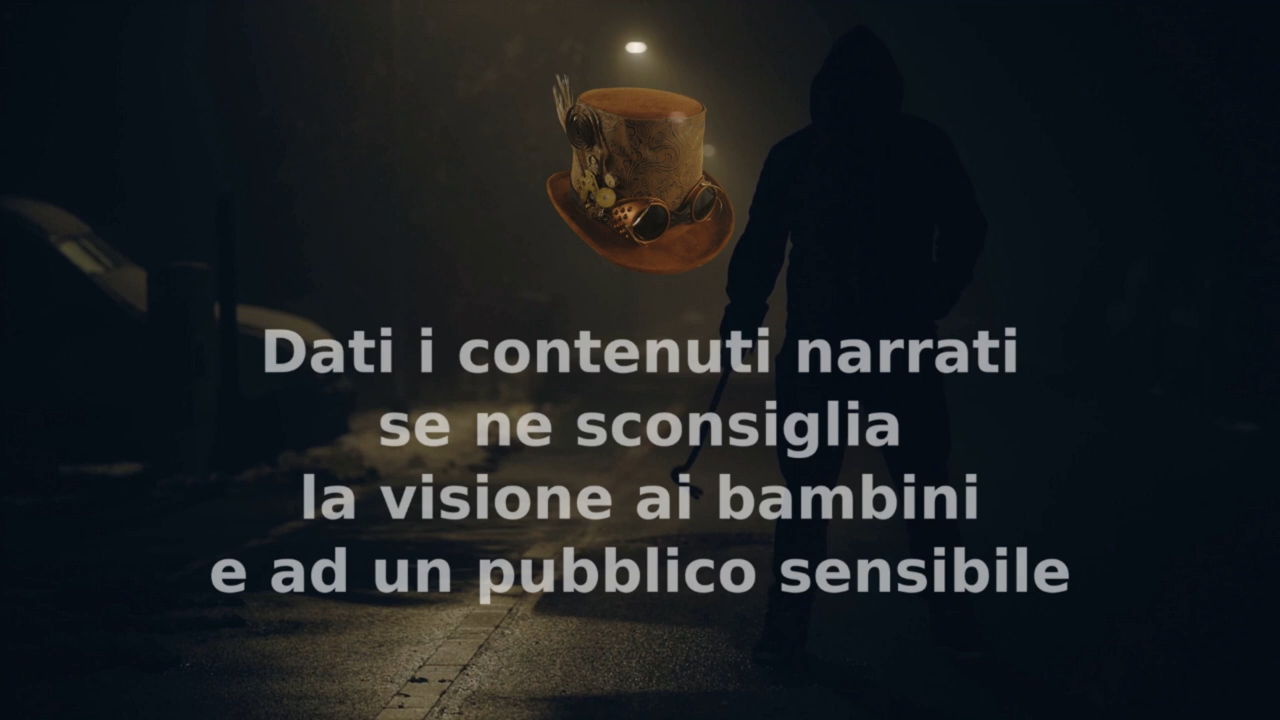 Dati i contenuti narrati
se ne sconsiglia
la visione ai bambini
e ad un pubblico sensibile